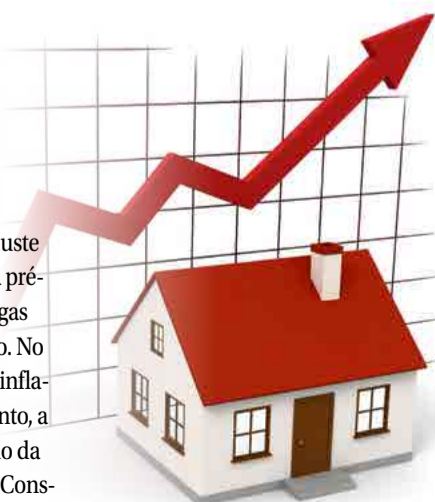 uste
pré-
gas
o. No
infla-
nto, a
o da
Cons-